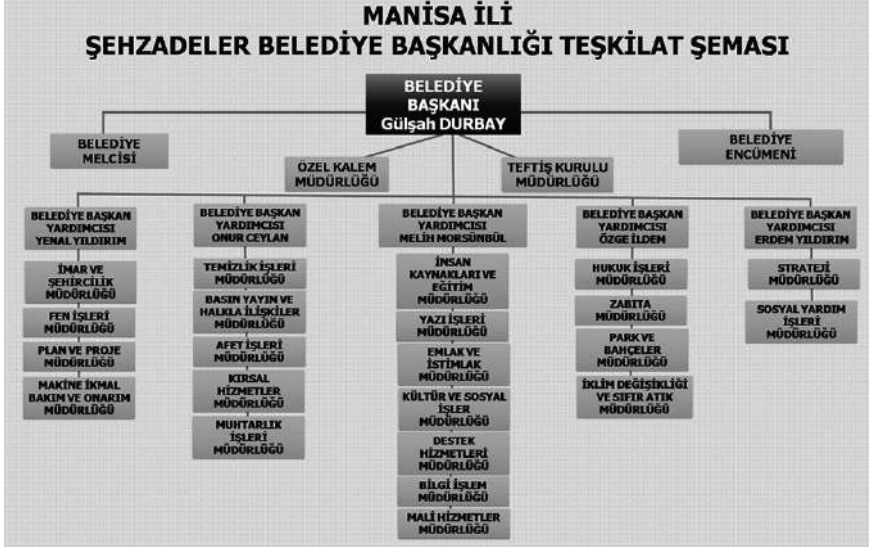 MANİSA İLİ
ŞEHZADELER BELEDİYE BAŞKANLIĞI TEŞKİLAT ŞEMASI
BELEDİYE
BAŞKANI
Gülşah DURBAY
BELEDİYE
MELCİSİ
BELEDİYE
ENCÜMENİ
ÖZEL KALEM
MÜDÜRLÜĞÜ
TEFTİŞ KURULU
MÜDÜRLÜĞÜ
BELEDİYE BAŞKAN
YARDIMCISI
YENAL YILDIRIM
İMAR VE
ŞEHİRCİLİK
MÜDÜRLÜĞÜ
FEN İŞLERİ
MÜDÜRLÜĞÜ
PLAN VE PROJE
MÜDÜRLÜĞÜ
MAKİNE İKMAL
BAKIM VE ONARIM
MÜDÜRLÜĞÜ
BELEDİYE BAŞKAN
YARDIMCISI
ONUR CEYLAN
TEMİZLİK İŞLERİ
MÜDÜRLÜĞÜ
BASIN YAYIN VE
HALKLA İLİŞKİLER
MÜDÜRLÜĞÜ
AFET İŞLERİ
MÜDÜRLÜĞÜ
KIRSAL
HİZMETLER
MÜDÜRLÜĞÜ
MUHTARLIK
İŞLERİ
MÜDÜRLÜĞÜ
BELEDİYE BAŞKAN
YARDIMCISI
MELİH MORSÜNBÜL
İNSAN
KAYNAKLARI VE
EĞİTİM
MÜDÜRLÜĞÜ
YAZI İŞLERİ
MÜDÜRLÜĞÜ
EMLAK VE
İSTİMLAK
MÜDÜRLÜĞÜ
KÜLTÜR VE SOSYAL
İŞLER
MÜDÜRLÜĞÜ
DESTEK
HİZMETLERİ
MÜDÜRLÜĞÜ
BİLGİ İŞLEM
MÜDÜRLÜĞÜ
MALİ HİZMETLER
MÜDÜRLÜĞÜ
BELEDİYE BAŞKAN
YARDIMCISI
ÖZGE İLDEM
HUKUK İŞLERİ
MÜDÜRLÜĞÜ
ZABITA
MÜDÜRLÜĞÜ
PARK VE
BAHÇELER
MÜDÜRLÜĞÜ
İKLİM DEĞİŞİKLİĞİ
VE SIFIR ATIK
MÜDÜRLÜĞÜ
BELEDİYE BAŞKAN
YARDIMCISI
ERDEM YILDIRIM
STRATEJİ
MÜDÜRLÜĞÜ
SOSYAL YARDIM
İŞLERİ
MÜDÜRLÜĞÜ